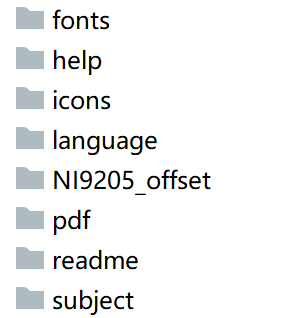 fonts
help
icons
language
NI9205_offset
pdf
readme
subject